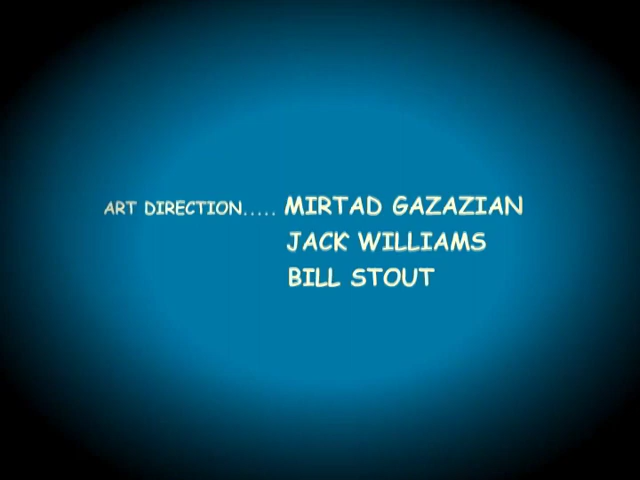 ART DIRECTION..... MIRTAD GAZAZIAN
JACK WILLIAMS
BILL STOUT